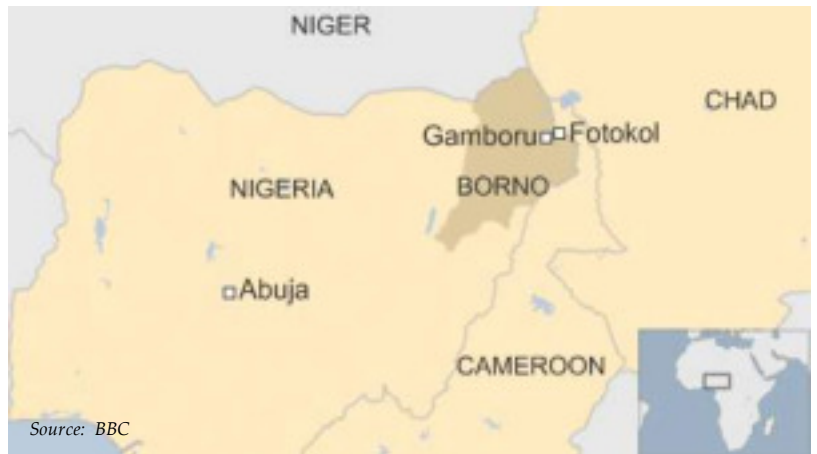 NIGER
CHAD
Gamboru Fotokol
NIGERIA
BORNO
Abuja
CAMEROON
Source: BBC